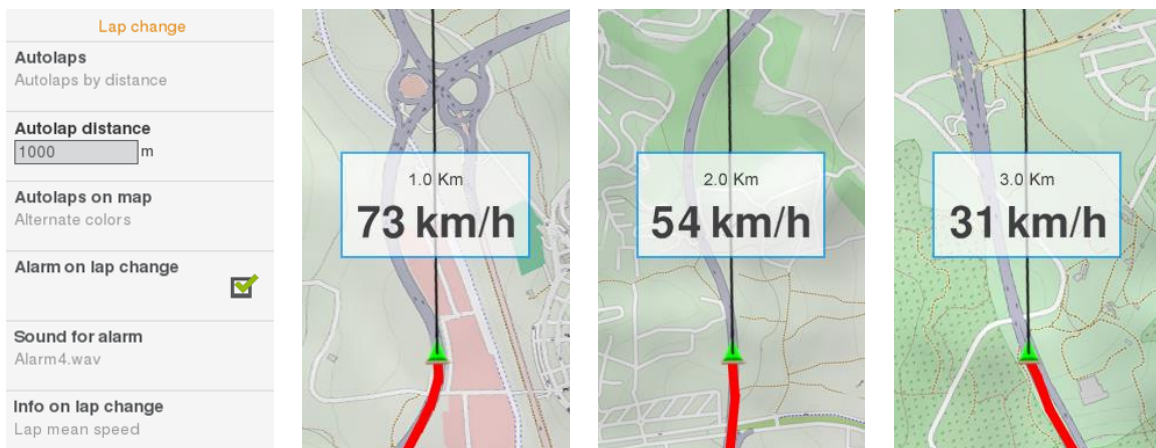 Lap change
Autolaps
Autolaps by distance
Autolap distance
1000 m
Autolaps on map
Alternate colors
Alarm on lap change
Sound for alarm
Alarm4.wav
Info on lap change
Lap mean speed
1.0 Km
73 km/h
2.0 Km
54 km/h
3.0 Km
31 km/h